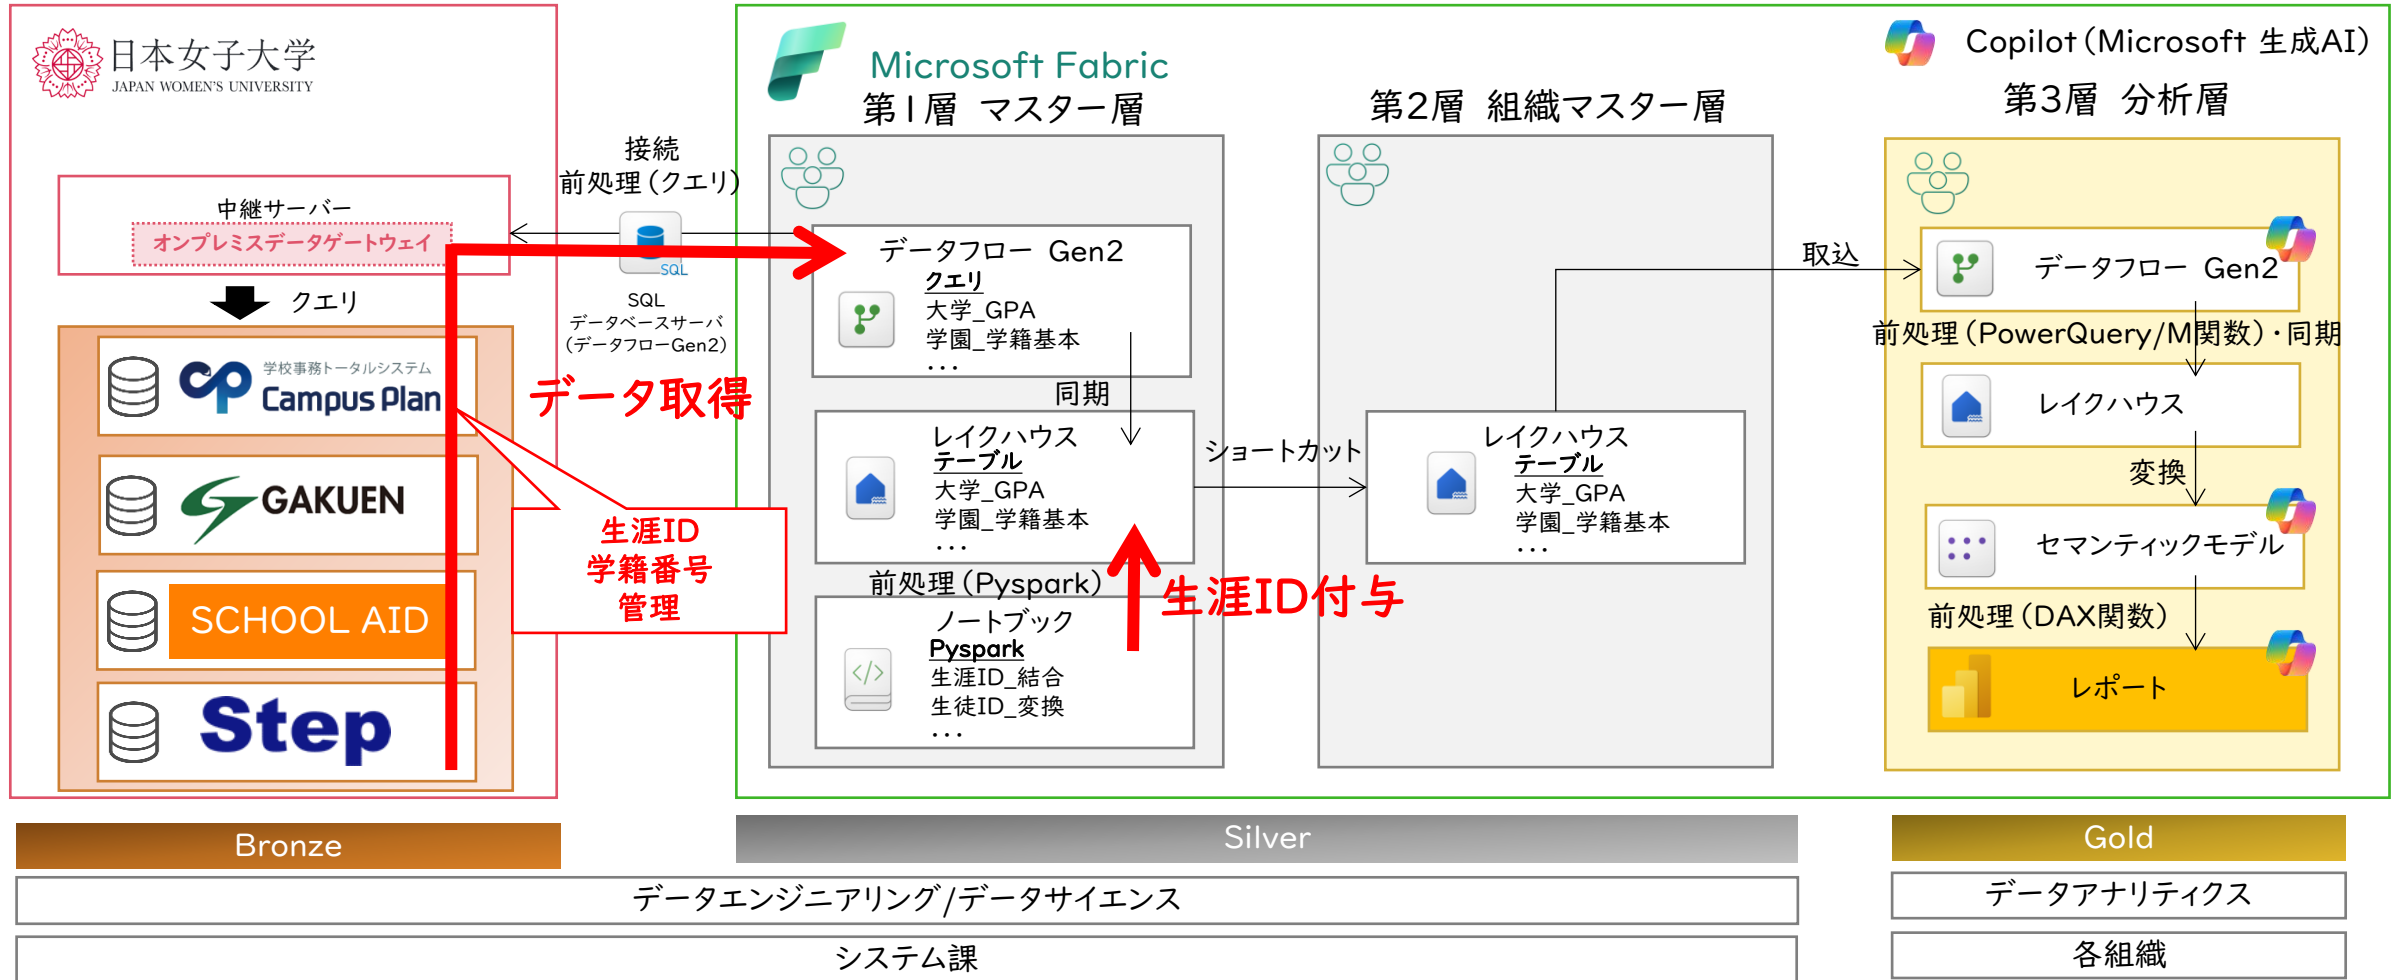 日本女子大学
JAPAN WOMEN'S UNIVERSITY
中継サーバー
オンプレミスデータゲートウェイ
クエリ
学校事務トータルシステム
Campus Plan
GAKUEN
SCHOOL AID
Step
接続
前処理(クエリ)
SQL
SQL
データベースサーバ
(データフローGen2)
データ取得
生涯ID
学籍番号
管理
Microsoft Fabric
第1層 マスター層
データフロー Gen2
クエリ
大学_GPA
学園_学籍基本
...
同期
レイクハウス
テーブル
大学_GPA
学園_学籍基本
...
前処理(Pyspark)
ノートブック
Pyspark
生涯ID_結合
生徒ID_変換
...
生涯ID付与
ショートカット
第2層 組織マスター層
レイクハウス
テーブル
大学_GPA
学園_学籍基本
...
取込
Copilot(Microsoft 生成AI)
第3層 分析層
データフロー Gen2
前処理(PowerQuery/M関数)・同期
レイクハウス
変換
セマンティックモデル
前処理(DAX関数)
レポート
Bronze
Silver
Gold
データエンジニアリング/データサイエンス
データアナリティクス
システム課
各組織